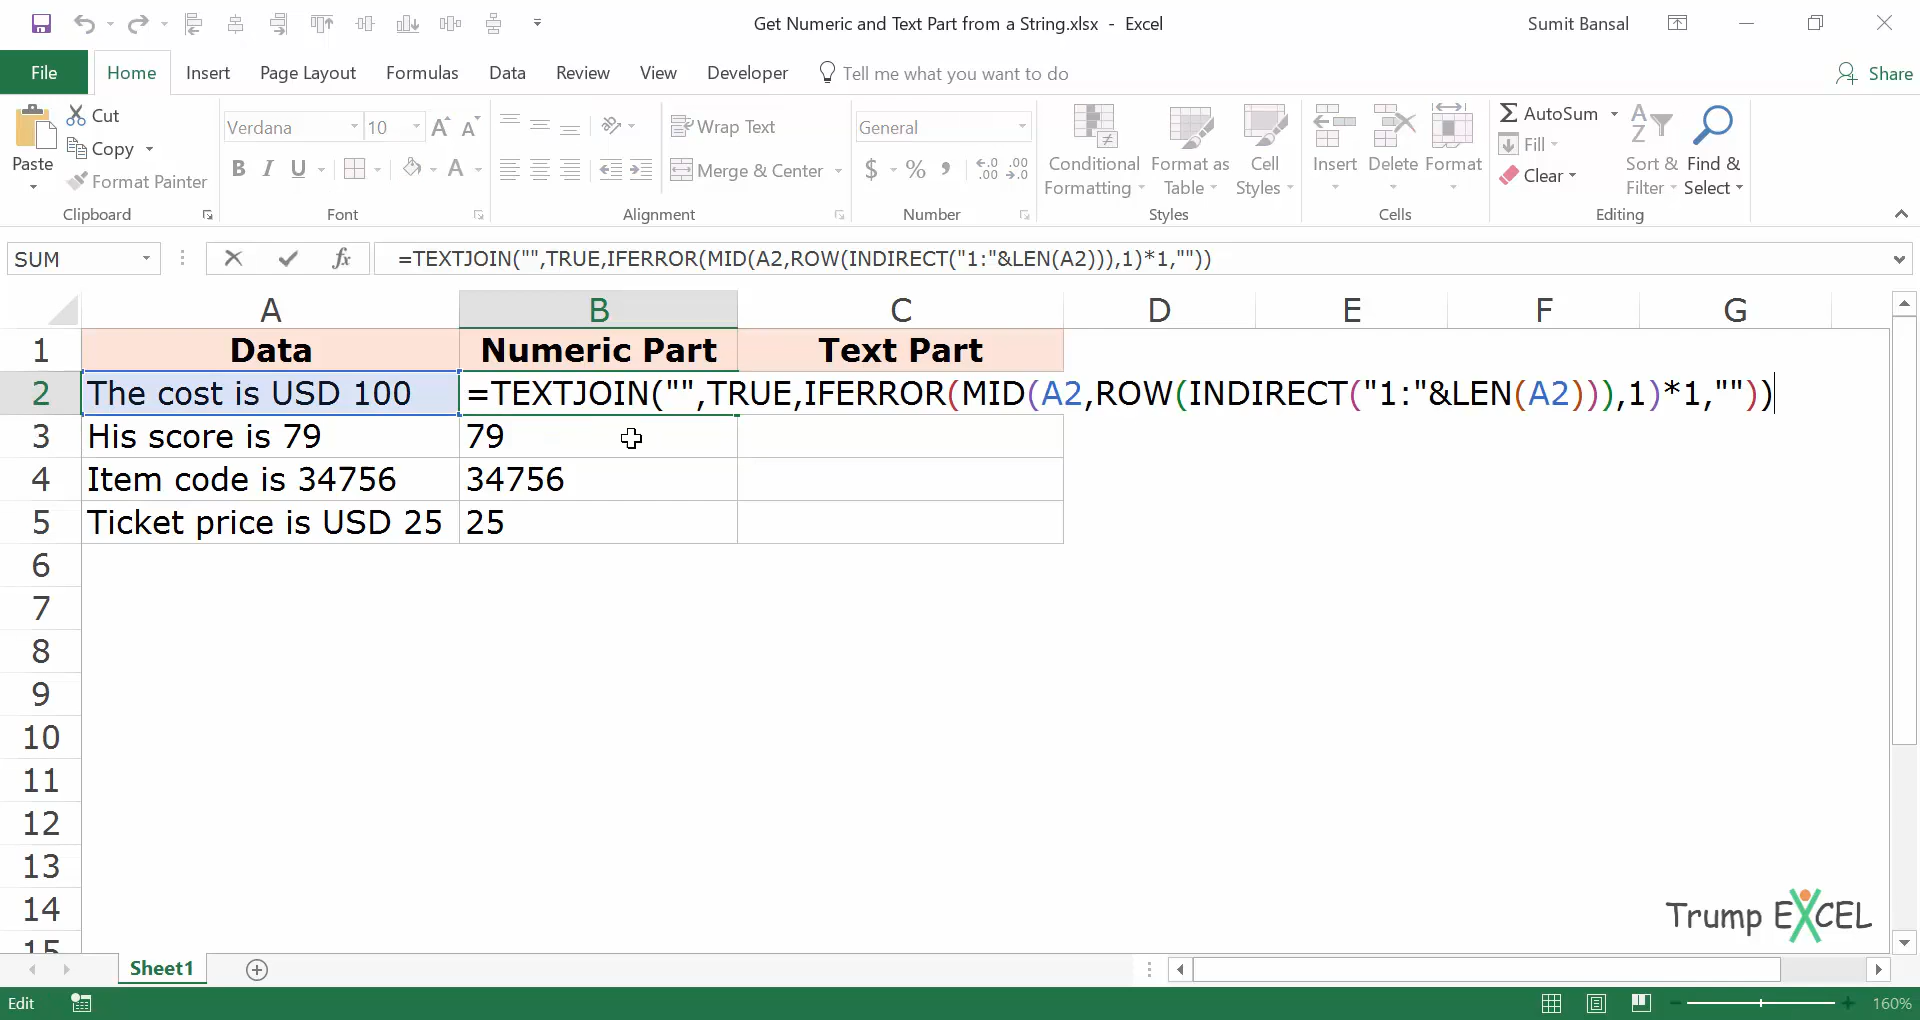 Get Numeric and Text Part from a String.xlsx - Excel
Sumit Bansal
File Home Insert Page Layout Formulas Data Review View Developer Tell me what you want to do Share
Paste
Cut
Copy
Format Painter
Clipboard
Verdana 10
B I U A
Font
Wrap Text
Merge & Center
Alignment
General
$ % , ←.0 .00 .00 →.0
Number
Conditional Formatting
Format as Table
Cell Styles
Styles
Insert Delete Format
Cells
AutoSum
Fill
Clear
Sort & Filter
Find & Select
Editing
SUM fx =TEXTJOIN("",TRUE,IFERROR(MID(A2,ROW(INDIRECT("1:"&LEN(A2))),1)*1,""))
A B C D E F G
1 Data Numeric Part Text Part
2 The cost is USD 100 =TEXTJOIN("",TRUE,IFERROR(MID(A2,ROW(INDIRECT("1:"&LEN(A2))),1)*1,""))
3 His score is 79 79
4 Item code is 34756 34756
5 Ticket price is USD 25 25
6
7
8
9
10
11
12
13
14
15
Trump EXCEL
Sheet1
Edit 160%